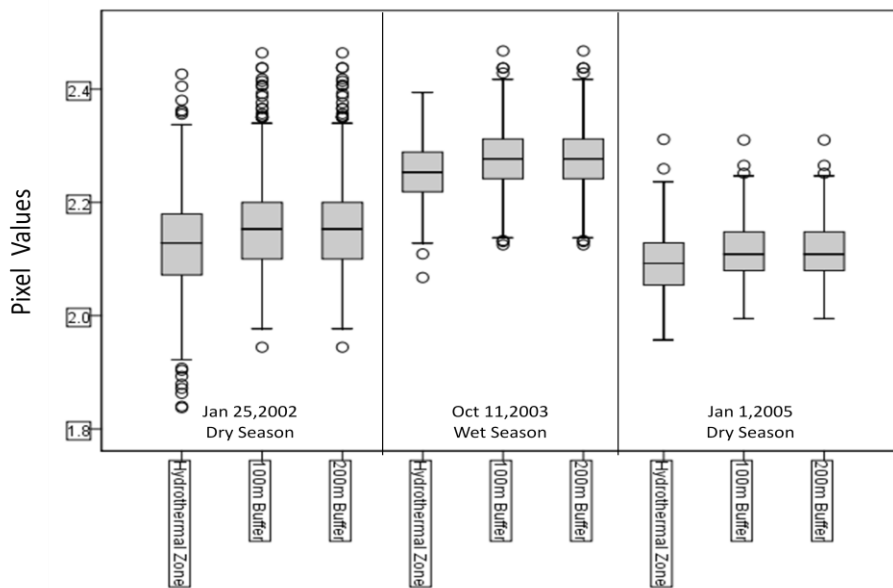 Pixel Values
2.4
2.2
2.0
1.8
Jan 25,2002
Dry Season
Oct 11,2003
Wet Season
Jan 1,2005
Dry Season
Hydrothermal Zone
100m Buffer
200m Buffer
Hydrothermal Zone
100m Buffer
200m Buffer
Hydrothermal Zone
100m Buffer
200m Buffer